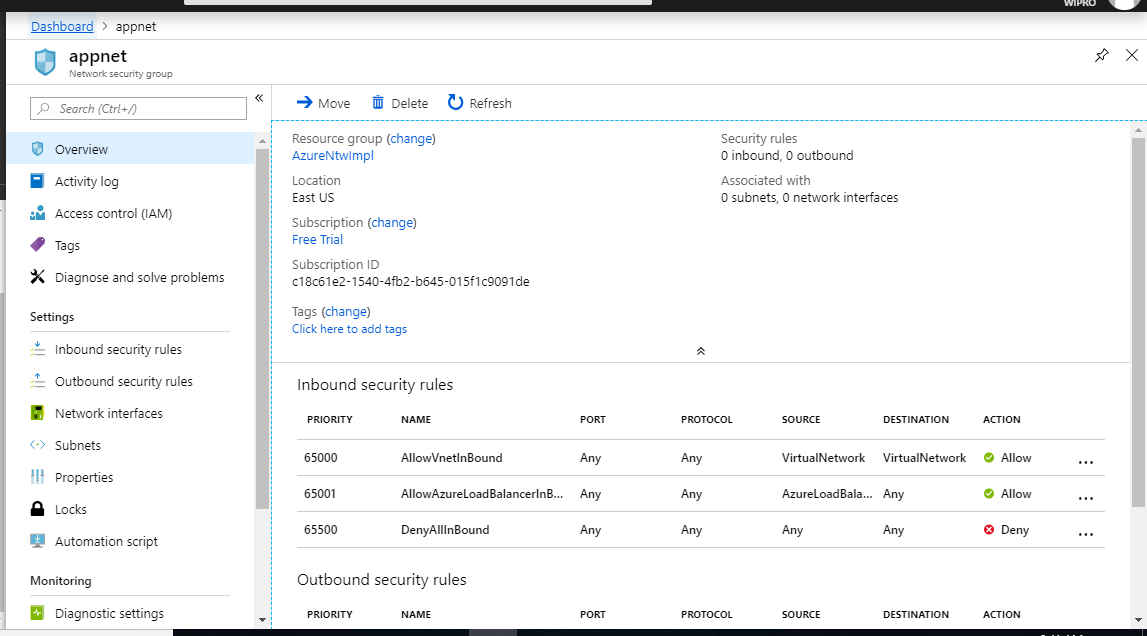 WIPRO
Dashboard > appnet
appnet
Network security group
Search (Ctrl+/)
«
Overview
Activity log
Access control (IAM)
Tags
Diagnose and solve problems
Settings
Inbound security rules
Outbound security rules
Network interfaces
Subnets
Properties
Locks
Automation script
Monitoring
Diagnostic settings
Move Delete Refresh
Resource group (change)
AzureNtwImpl
Location
East US
Subscription (change)
Free Trial
Subscription ID
c18c61e2-1540-4fb2-b645-015f1c9091de
Tags (change)
Click here to add tags
Security rules
0 inbound, 0 outbound
Associated with
0 subnets, 0 network interfaces
Inbound security rules
PRIORITY NAME PORT PROTOCOL SOURCE DESTINATION ACTION
65000 AllowVnetInBound Any Any VirtualNetwork VirtualNetwork Allow ...
65001 AllowAzureLoadBalancerInB... Any Any AzureLoadBala... Any Allow ...
65500 DenyAllInBound Any Any Any Any Deny ...
Outbound security rules
PRIORITY NAME PORT PROTOCOL SOURCE DESTINATION ACTION